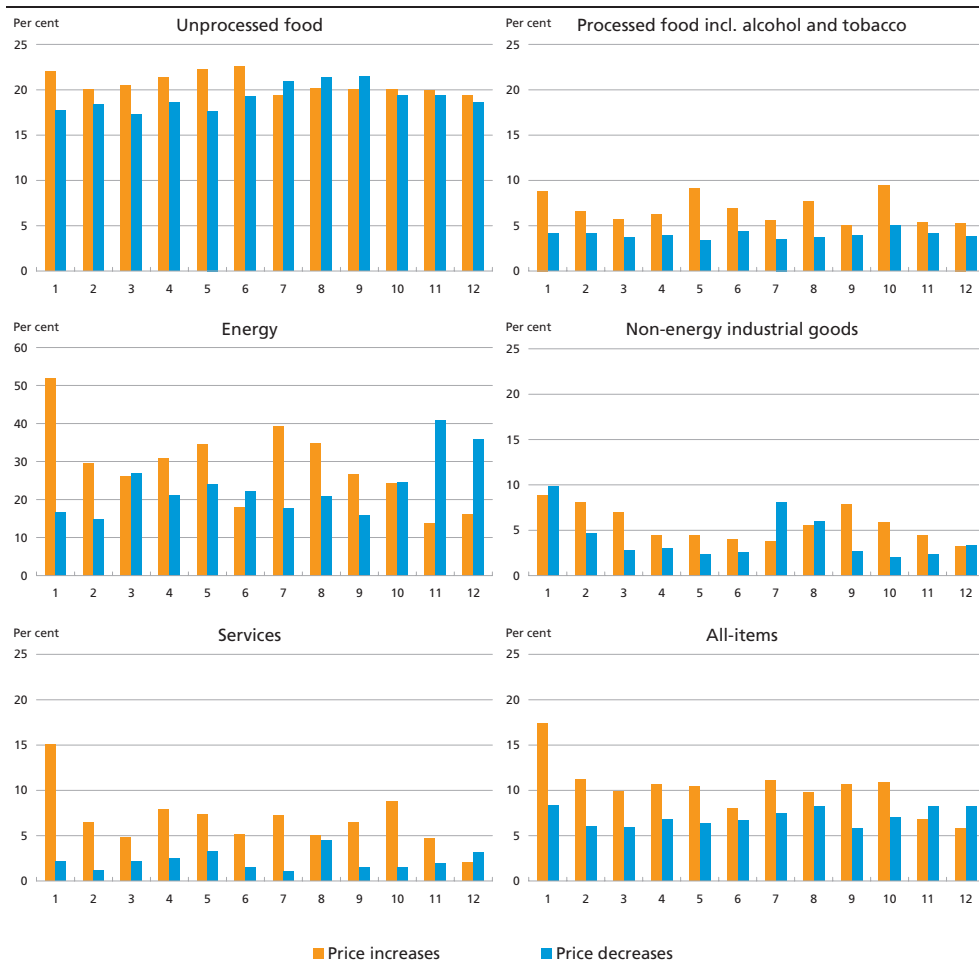 Per cent
Unprocessed food
25
20
15
10
5
0
1 2 3 4 5 6 7 8 9 10 11 12
Per cent
Processed food incl. alcohol and tobacco
25
20
15
10
5
0
1 2 3 4 5 6 7 8 9 10 11 12
Per cent
Energy
60
50
40
30
20
10
0
1 2 3 4 5 6 7 8 9 10 11 12
Per cent
Non-energy industrial goods
25
20
15
10
5
0
1 2 3 4 5 6 7 8 9 10 11 12
Per cent
Services
25
20
15
10
5
0
1 2 3 4 5 6 7 8 9 10 11 12
Per cent
All-items
25
20
15
10
5
0
1 2 3 4 5 6 7 8 9 10 11 12
Price increases Price decreases